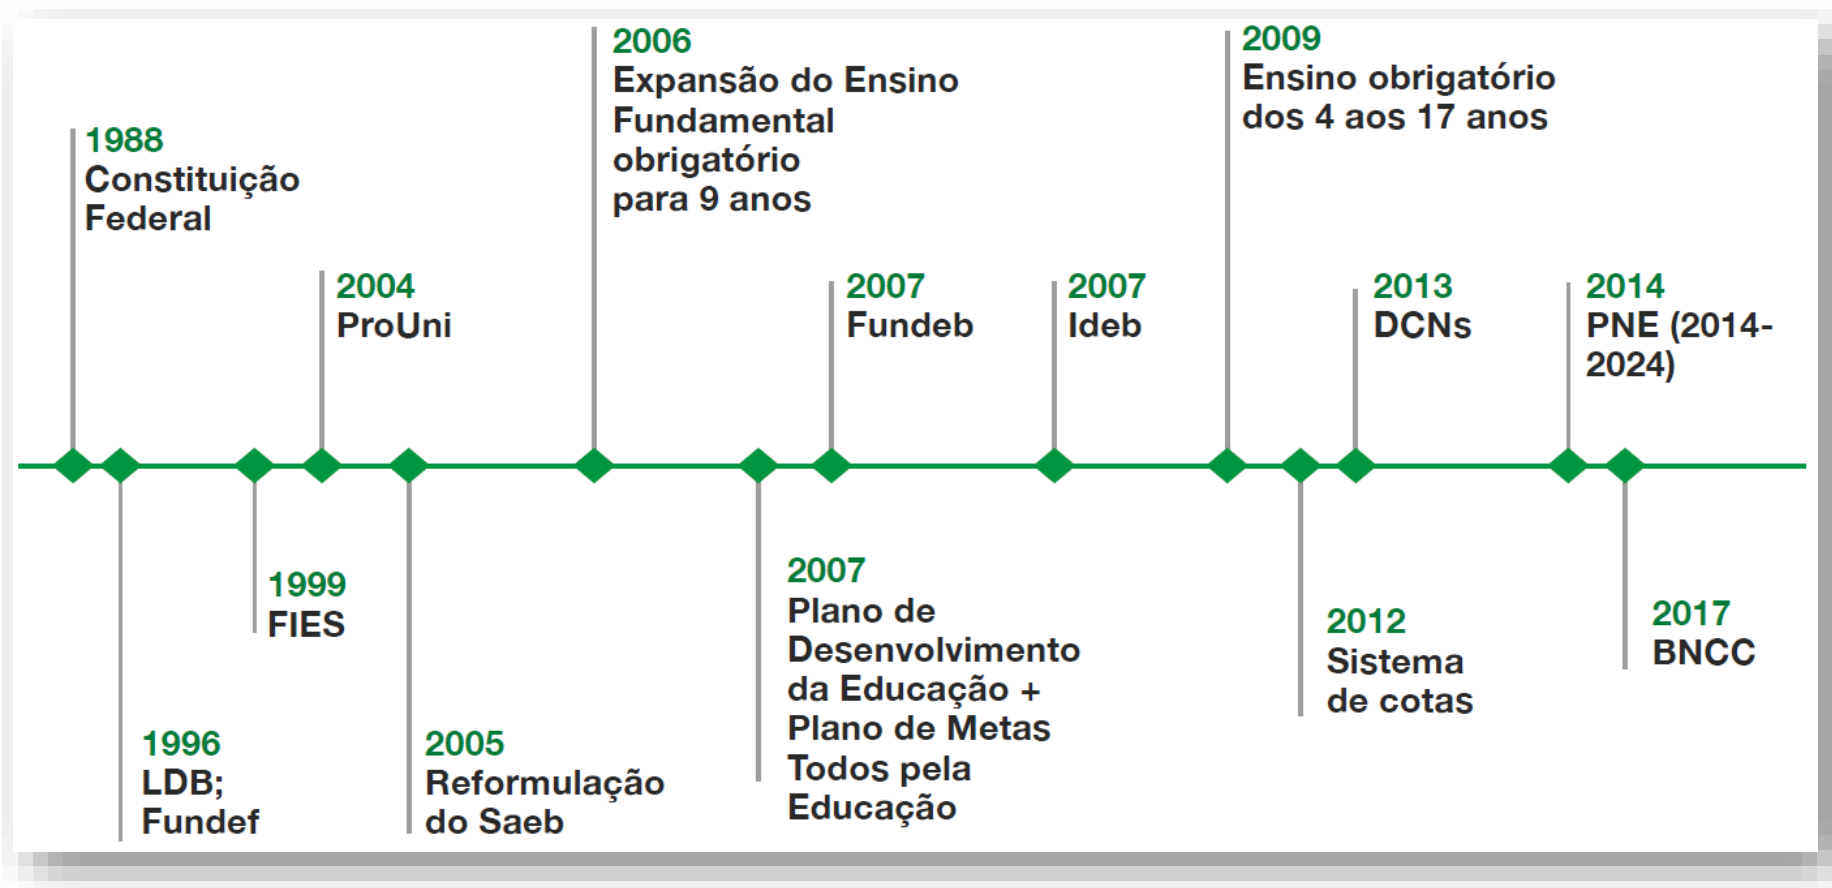 1988
Constituição
Federal
1996
LDB;
Fundef
1999
FIES
2004
ProUni
2005
Reformulação
do Saeb
2006
Expansão do Ensino
Fundamental
obrigatório
para 9 anos
2007
Plano de
Desenvolvimento
da Educação +
Plano de Metas
Todos pela
Educação
2007
Fundeb
2007
Ideb
2009
Ensino obrigatório
dos 4 aos 17 anos
2012
Sistema
de cotas
2013
DCNs
2014
PNE (2014-
2024)
2017
BNCC